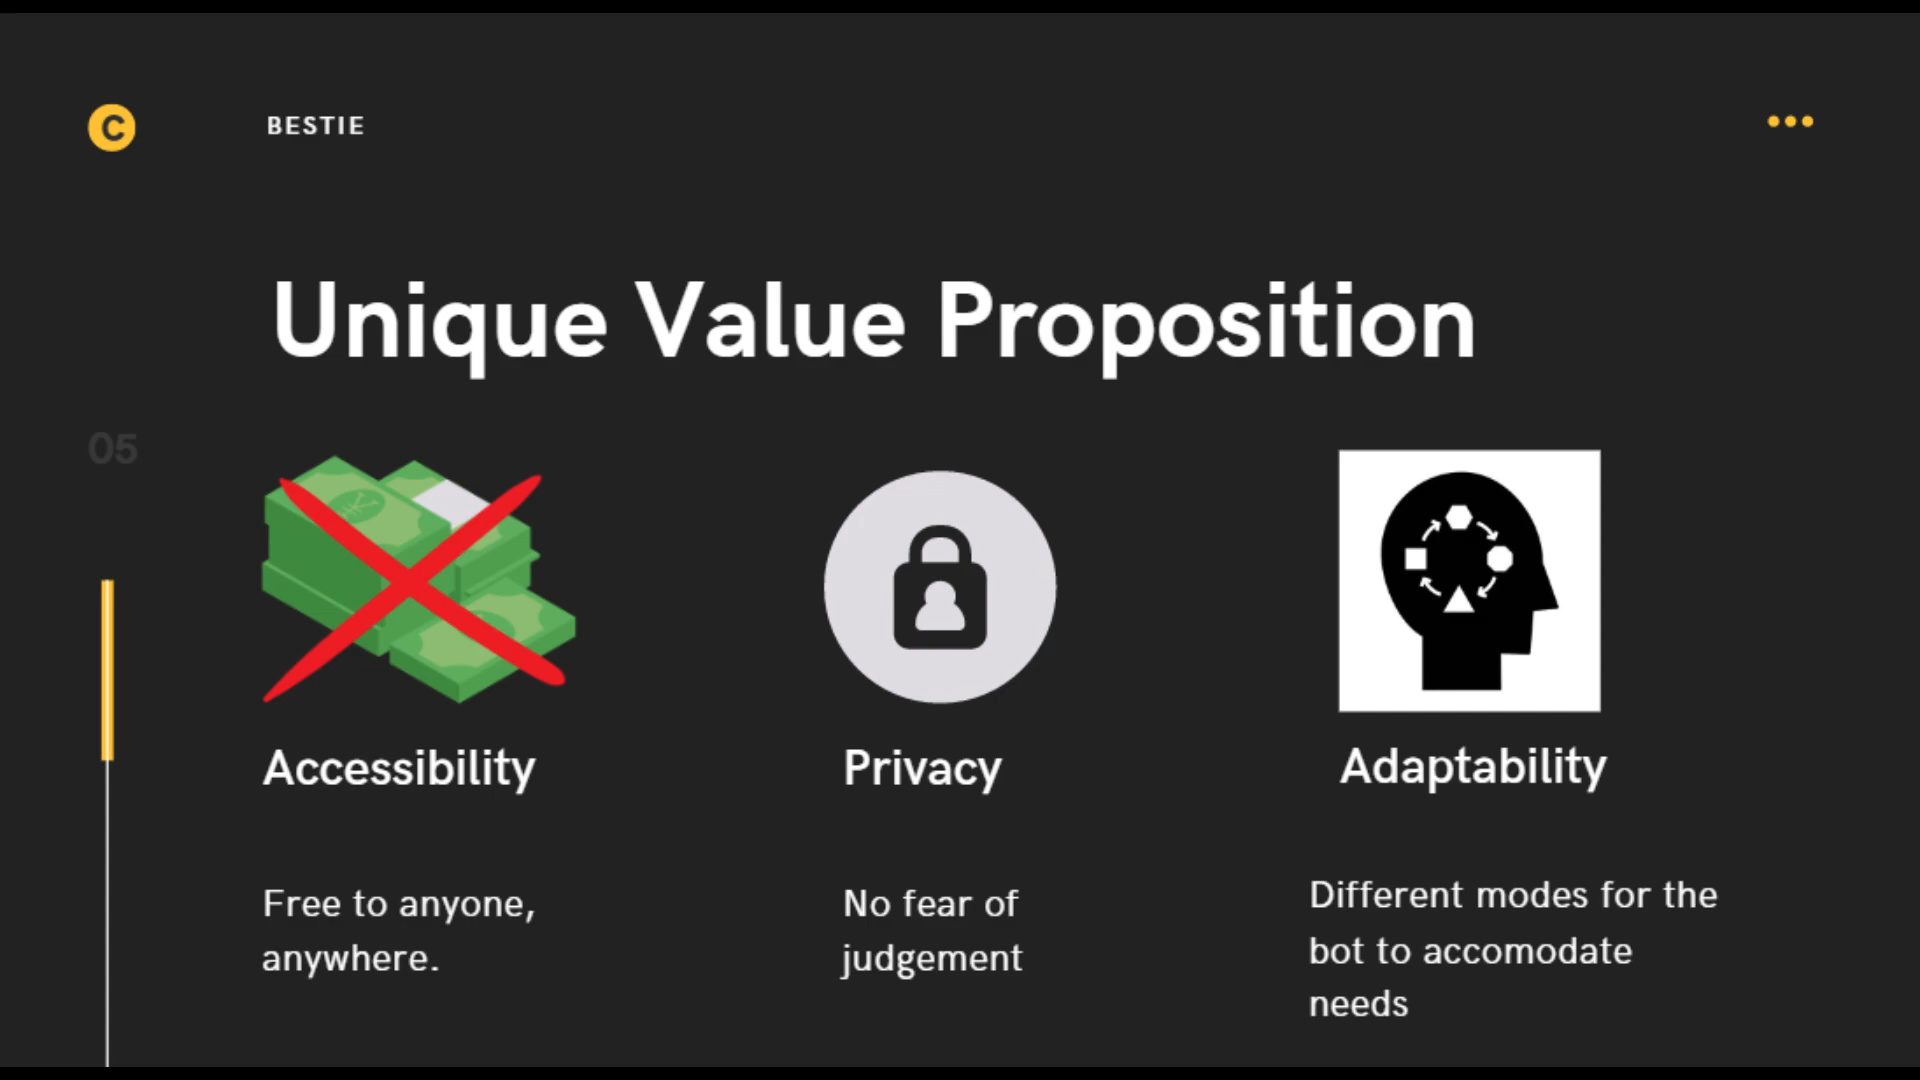 C
BESTIE
Unique Value Proposition
05
Accessibility
Privacy
Adaptability
Free to anyone,
anywhere.
No fear of
judgement
Different modes for the
bot to accomodate
needs